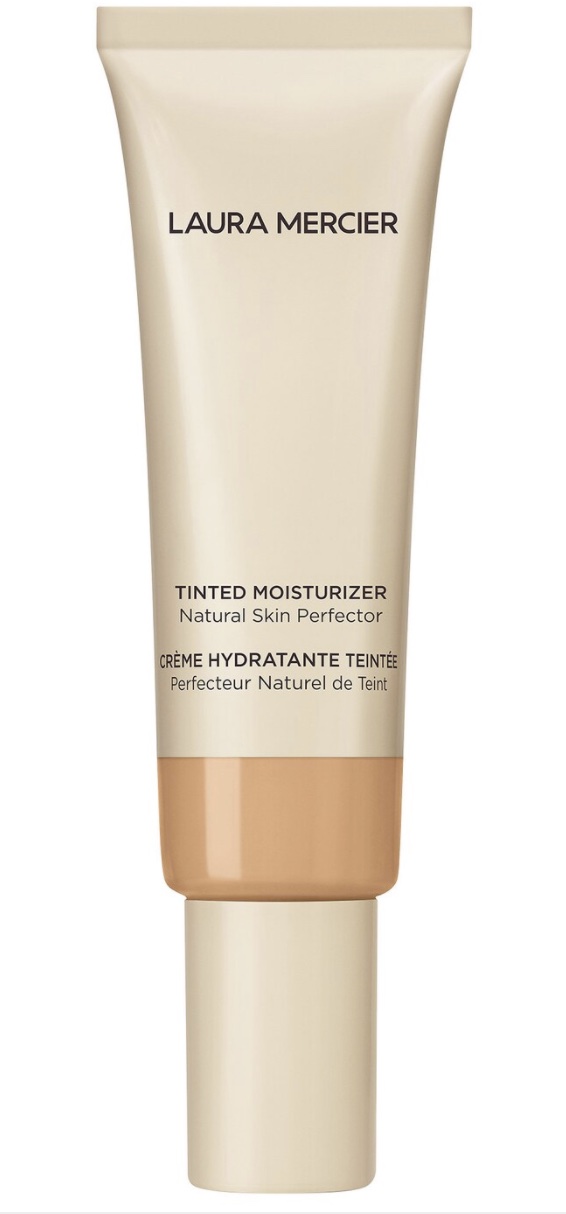 LAURA MERCIER
TINTED MOISTURIZER
Natural Skin Perfector
CRÈME HYDRATANTE TEINTÉE
Perfecteur Naturel de Teint